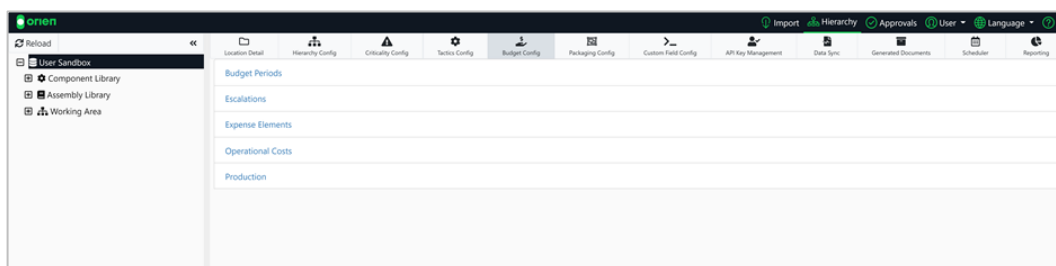 orien
Import Hierarchy Approvals User Language
Reload
User Sandbox
Component Library
Assembly Library
Working Area
Location Detail Hierarchy Config Criticality Config Tactics Config Budget Config Packaging Config Custom Field Config API Key Management Data Sync Generated Documents Scheduler Reporting
Budget Periods
Escalations
Expense Elements
Operational Costs
Production